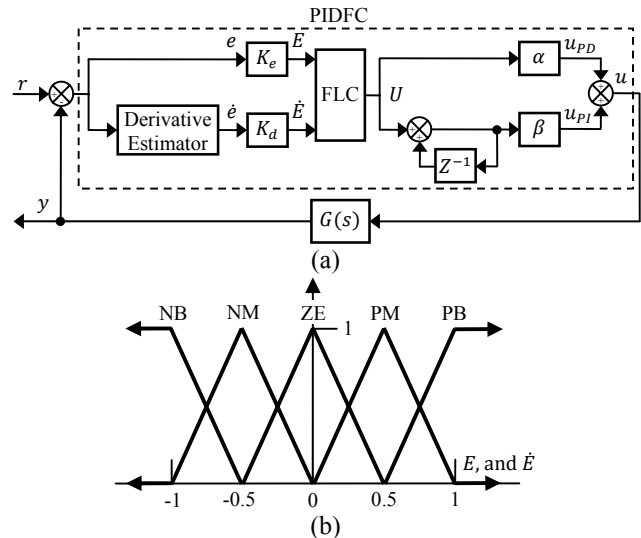 PIDFC
r
+
-
e
K_e
E
Derivative
Estimator
ė
K_d
Ė
FLC
U
+
+
Z⁻¹
α
u_PD
β
u_PI
+
+
u
y
G(s)
(a)
NB NM ZE PM PB
1
E, and Ė
-1 -0.5 0 0.5 1
(b)